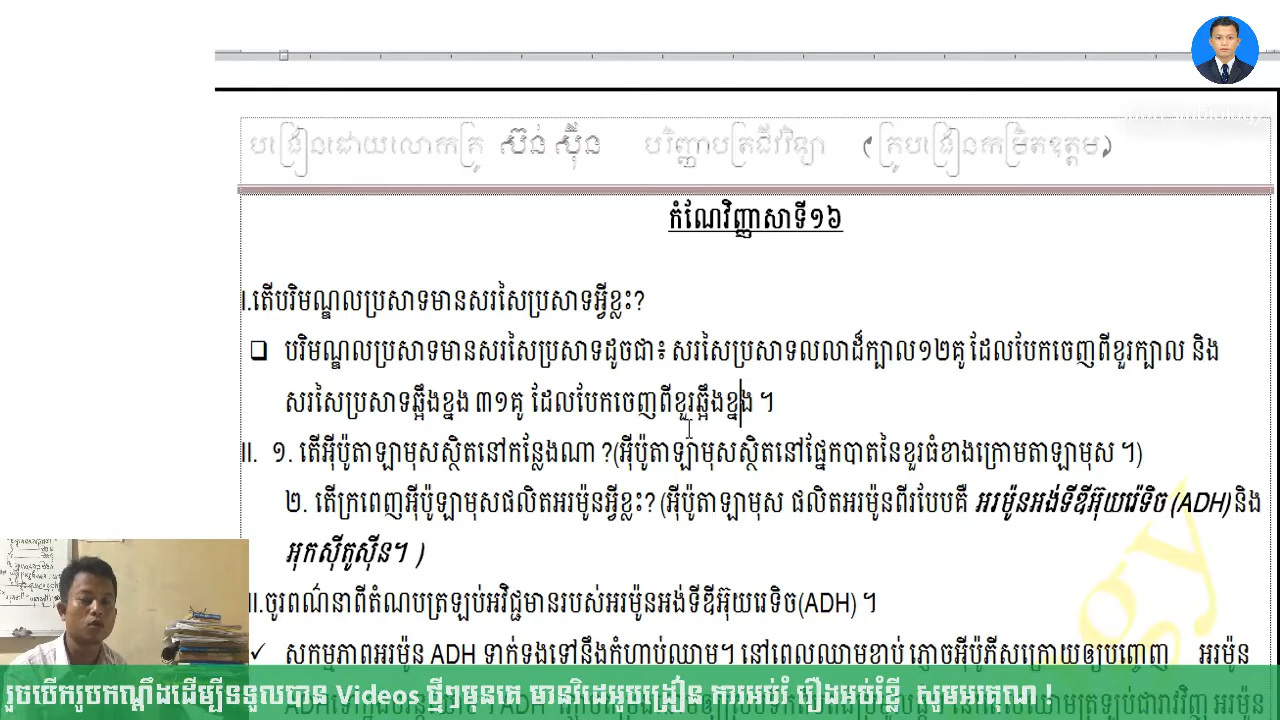 បង្រៀនដោយលោកគ្រូ ស៊ន់ ស៊ីន បរិញ្ញាបត្រជីវវិទ្យា (គ្រូបង្រៀនកម្រិតឧត្តម)
កំណែវិញ្ញាសាទី១៦
I.តើបរិមណ្ឌលប្រសាទមានសរសៃប្រសាទអ្វីខ្លះ?
❑ បរិមណ្ឌលប្រសាទមានសរសៃប្រសាទដូចជា៖ សរសៃប្រសាទលលាដ៍ក្បាល១២គូ ដែលបែកចេញពីខួរក្បាល និង
សរសៃប្រសាទឆ្អឹងខ្នង ៣១គូ ដែលបែកចេញពីខួរឆ្អឹងខ្នង ។
II. ១. តើអ៊ីប៉ូតាឡាមុសស្ថិតនៅកន្លែងណា ?(អ៊ីប៉ូតាឡាមុសស្ថិតនៅផ្នែកបាតនៃខួរធំខាងក្រោមតាឡាមុស ។)
២. តើក្រពេញអ៊ីប៉ូឡាមុសផលិតអរម៉ូនអ្វីខ្លះ? (អ៊ីប៉ូតាឡាមុស ផលិតអរម៉ូនពីរបែបគឺ អរម៉ូនអង់ទីឌីអ៊ុយរ៉េទិច (ADH) និង
អុកស៊ីតូស៊ីន។ )
II.ចូរពណ៌នាពីតំណបត្រឡប់អវិជ្ជមានរបស់អរម៉ូនអង់ទីឌីអ៊ុយរេទិច(ADH) ។
✓ សកម្មភាពអរម៉ូន ADH ទាក់ទងទៅនឹងកំហាប់ឈាម។ នៅពេលឈាមខាប់ ភ្លោចអ៊ីប៉ូភីសក្រោយឲ្យបញ្ចេញ អរម៉ូន
រួចបើករូបកណ្ដឹងដើម្បីទទួលបាន Videos ថ្មីៗមុនគេ មានវិដេអូបង្រៀន ការអប់រំ រឿងអប់រំខ្លី សូមអរគុណ !